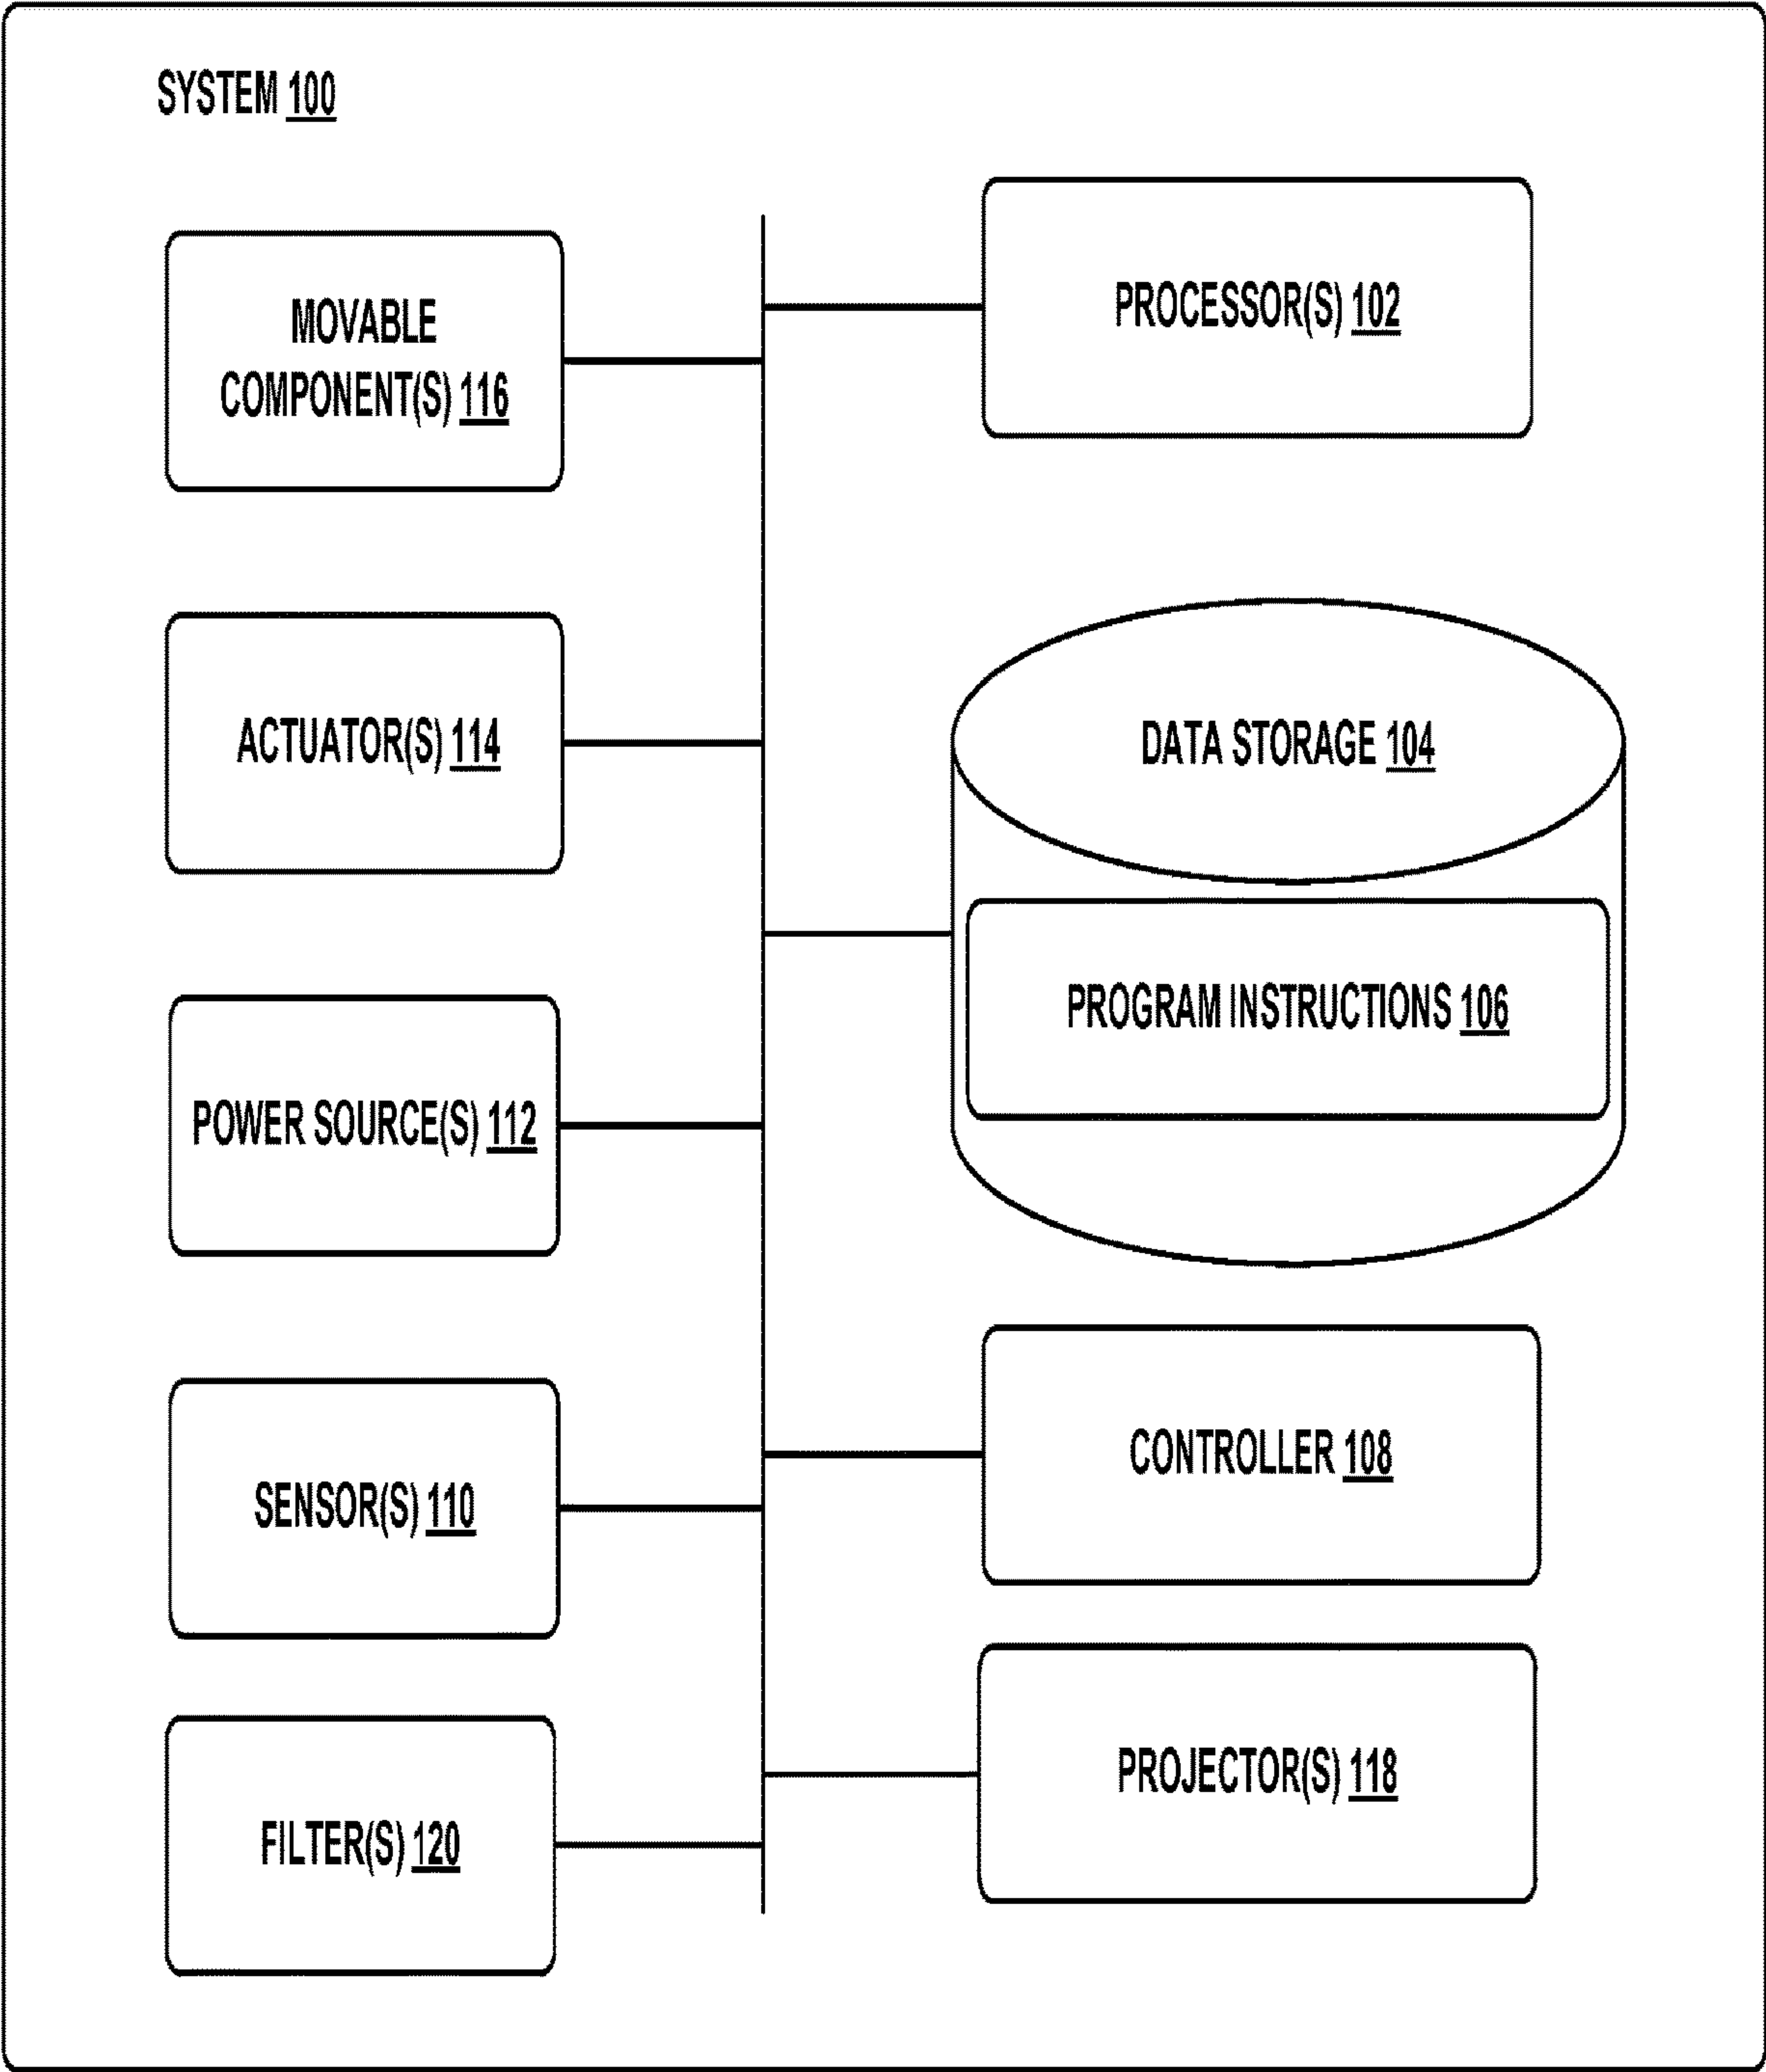 SYSTEM 100
MOVABLE
COMPONENT(S) 116
PROCESSOR(S) 102
ACTUATOR(S) 114
DATA STORAGE 104
PROGRAM INSTRUCTIONS 106
POWER SOURCE(S) 112
SENSOR(S) 110
CONTROLLER 108
FILTER(S) 120
PROJECTOR(S) 118